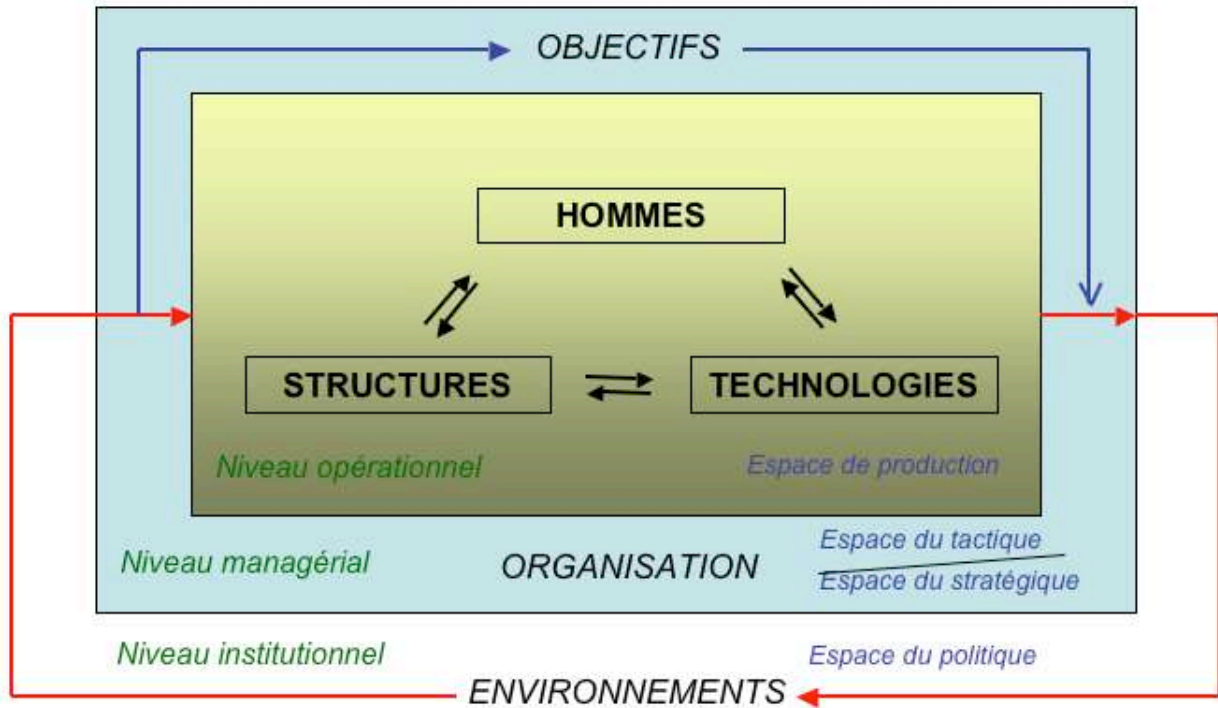 OBJECTIFS
HOMMES
STRUCTURES
TECHNOLOGIES
Niveau opérationnel
Espace de production
Niveau managérial
ORGANISATION
Espace du tactique
Espace du stratégique
Niveau institutionnel
Espace du politique
ENVIRONNEMENTS